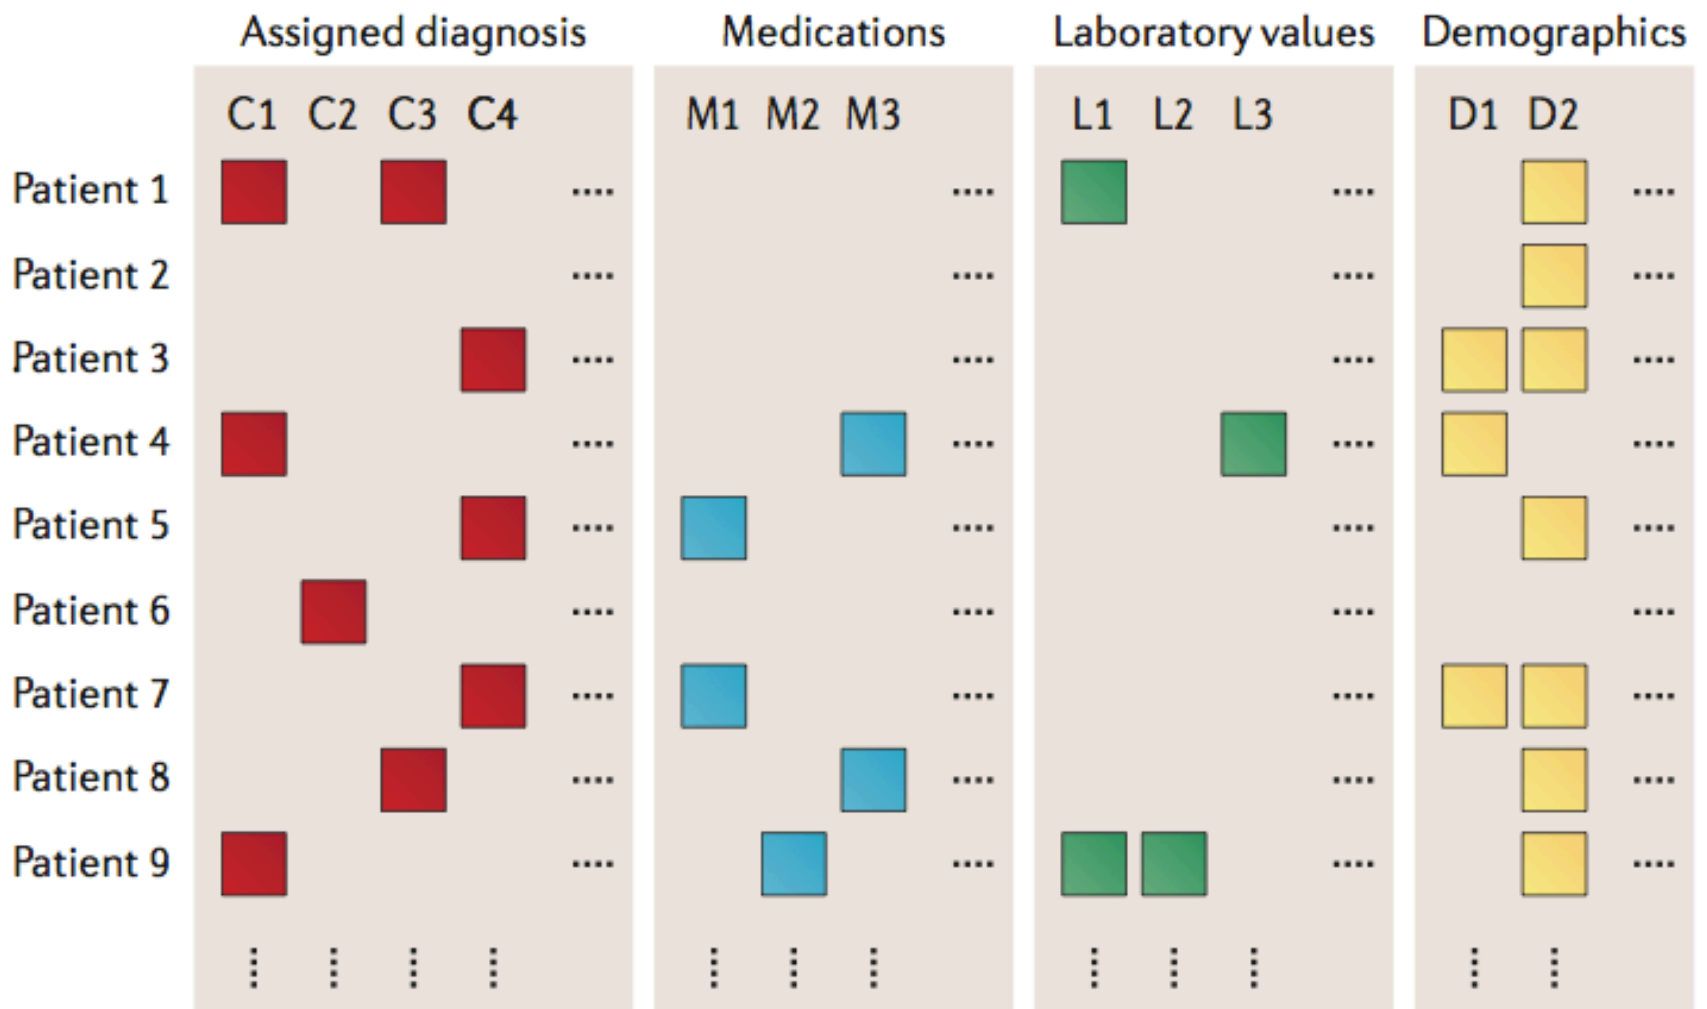 Assigned diagnosis Medications Laboratory values Demographics
C1 C2 C3 C4 M1 M2 M3 L1 L2 L3 D1 D2
Patient 1 .... .... .... ....
Patient 2 .... .... .... ....
Patient 3 .... .... .... ....
Patient 4 .... .... .... ....
Patient 5 .... .... .... ....
Patient 6 .... .... .... ....
Patient 7 .... .... .... ....
Patient 8 .... .... .... ....
Patient 9 .... .... .... ....